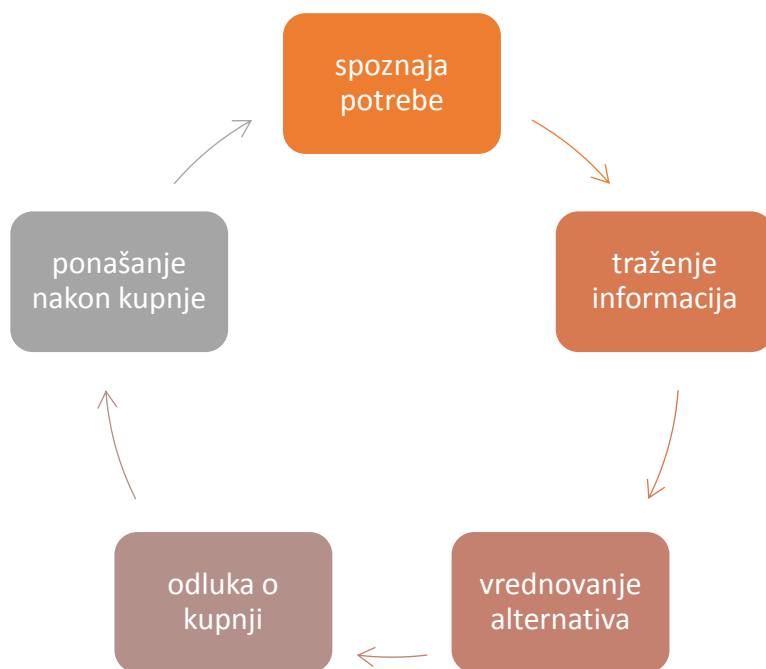 spoznaja
potrebe
traženje
informacija
vrednovanje
alternativa
odluka o
kupnji
ponašanje
nakon kupnje